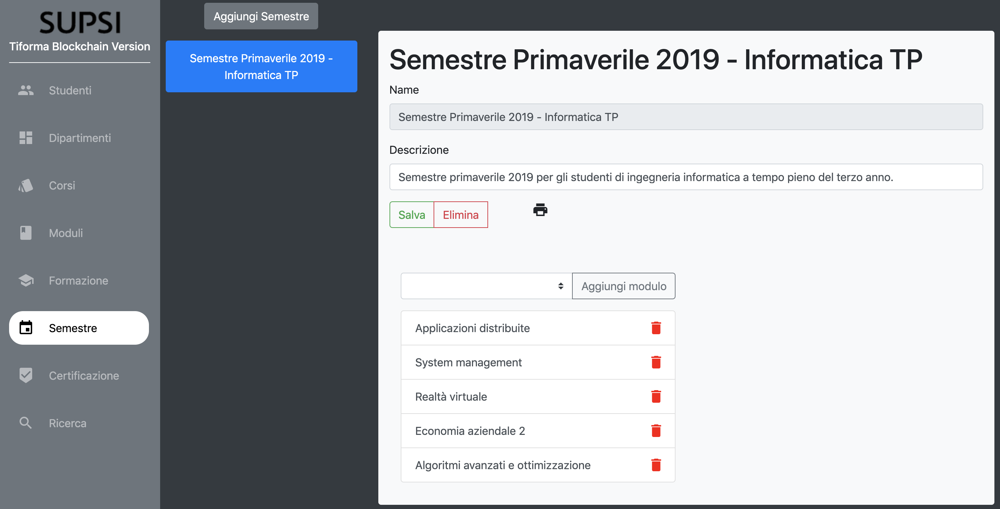 SUPSI
Tiforma Blockchain Version
Studenti
Dipartimenti
Corsi
Moduli
Formazione
Semestre
Certificazione
Ricerca
Aggiungi Semestre
Semestre Primaverile 2019 -
Informatica TP
Semestre Primaverile 2019 - Informatica TP
Name
Semestre Primaverile 2019 - Informatica TP
Descrizione
Semestre primaverile 2019 per gli studenti di ingegneria informatica a tempo pieno del terzo anno.
Salva Elimina
Aggiungi modulo
Applicazioni distribuite
System management
Realtà virtuale
Economia aziendale 2
Algoritmi avanzati e ottimizzazione